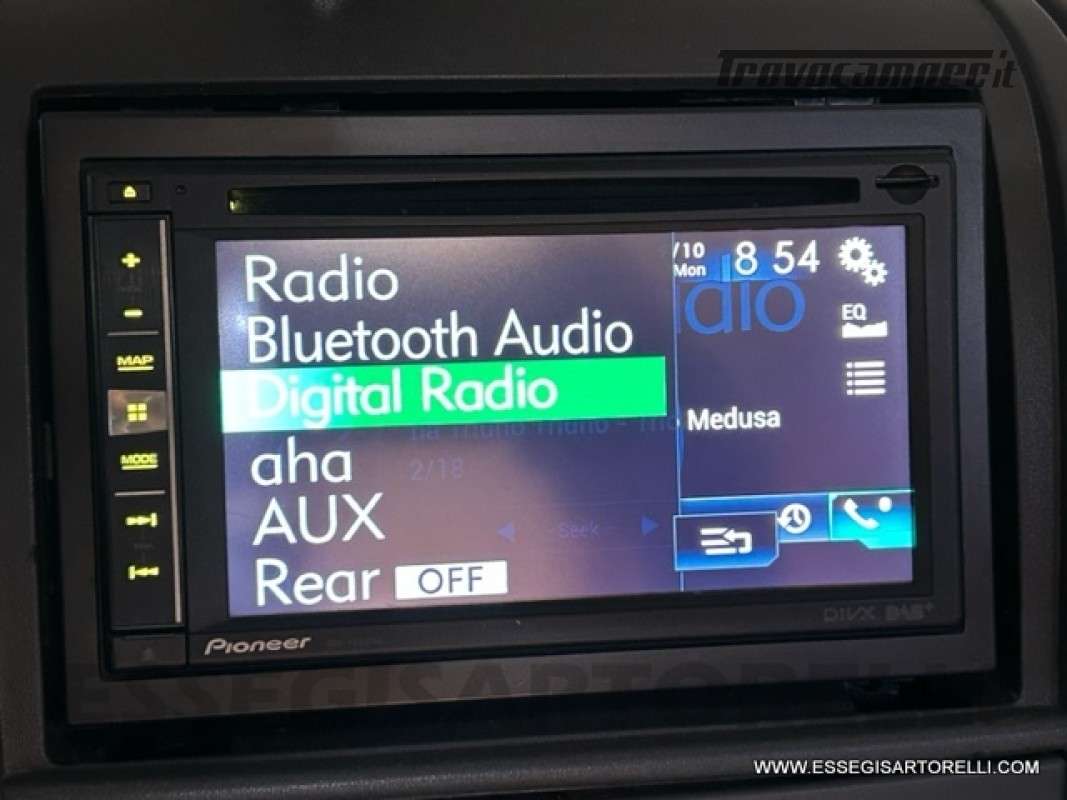 Trovacamper.it
/10
Mon
8 54
Radio
dio
EQ
Bluetooth Audio
Digital Radio
MAP
Medusa
aha
2/18
MODE
AUX
Seek
Rear OFF
DIVX DAB+
Pioneer
ESSEGISARTORELLI
WWW.ESSEGISARTORELLI.COM